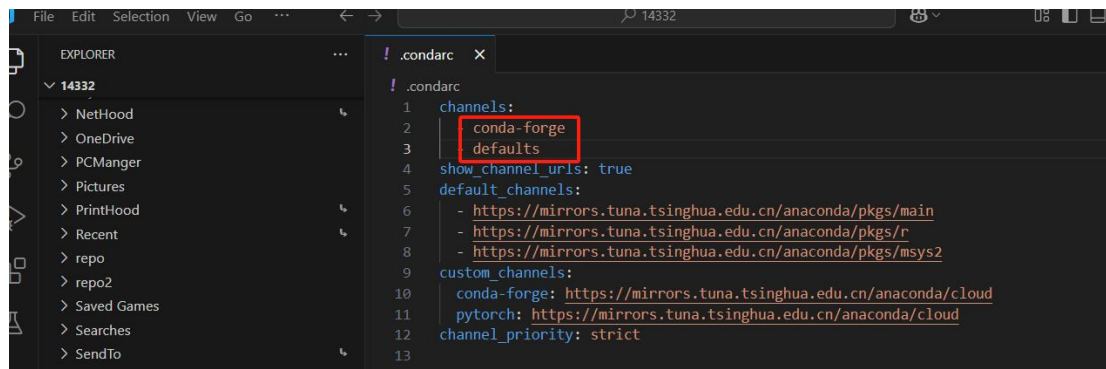 File Edit Selection View Go ··· ← → 14332
EXPLORER ···
14332
NetHood
OneDrive
PCManger
Pictures
PrintHood
Recent
repo
repo2
Saved Games
Searches
SendTo
! .condarc ×
! .condarc
1 channels:
2 - conda-forge
3 - defaults
4 show_channel_urls: true
5 default_channels:
6 - https://mirrors.tuna.tsinghua.edu.cn/anaconda/pkgs/main
7 - https://mirrors.tuna.tsinghua.edu.cn/anaconda/pkgs/r
8 - https://mirrors.tuna.tsinghua.edu.cn/anaconda/pkgs/msys2
9 custom_channels:
10 conda-forge: https://mirrors.tuna.tsinghua.edu.cn/anaconda/cloud
11 pytorch: https://mirrors.tuna.tsinghua.edu.cn/anaconda/cloud
12 channel_priority: strict
13